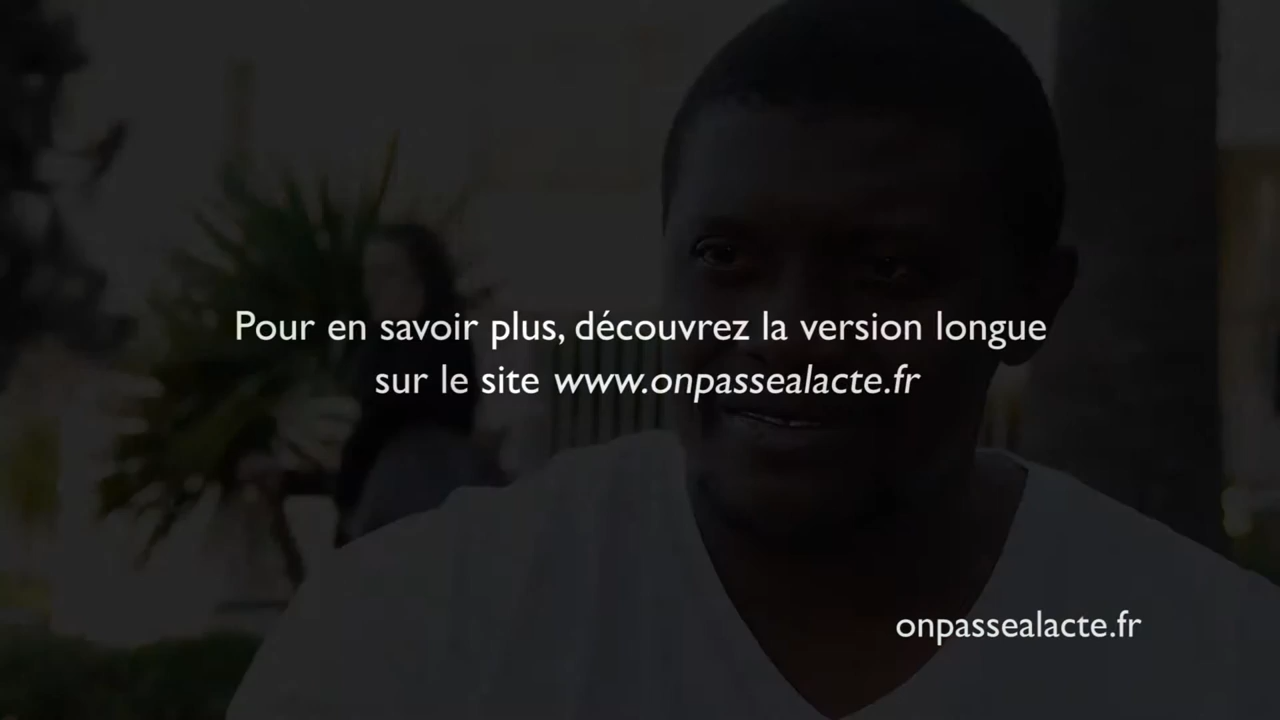 Pour en savoir plus, découvrez la version longue
sur le site www.onpassealacte.fr
onpassealacte.fr